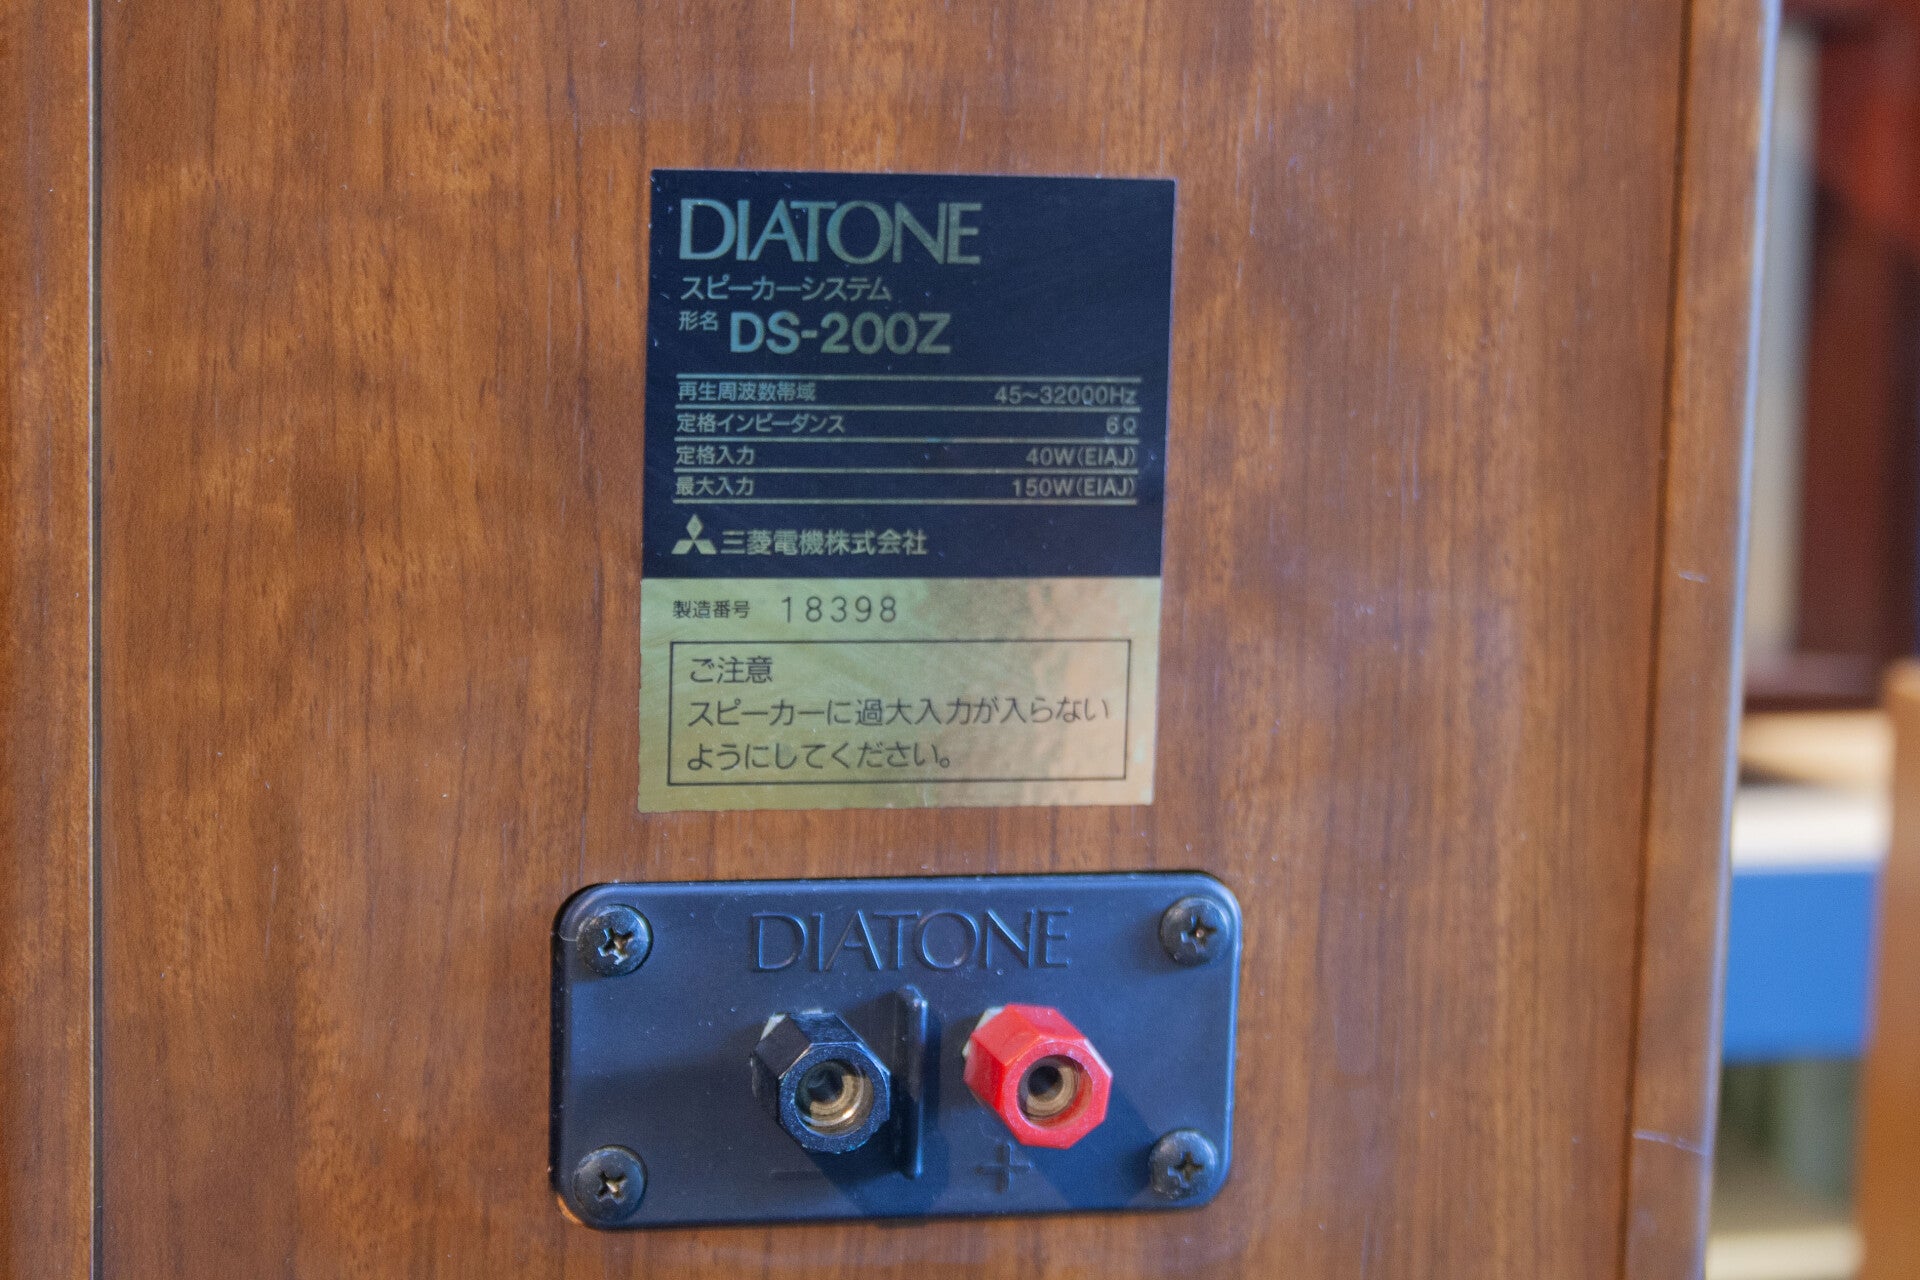 DIATONE
スピーカーシステム
形名 DS-200Z
再生周波数帯域 45~32000Hz
定格インピーダンス 6Ω
定格入力 40W(EIAJ)
最大入力 150W(EIAJ)
三菱電機株式会社
製造番号 18398
ご注意
スピーカーに過大入力が入らない
ようにしてください。
DIATONE
− +